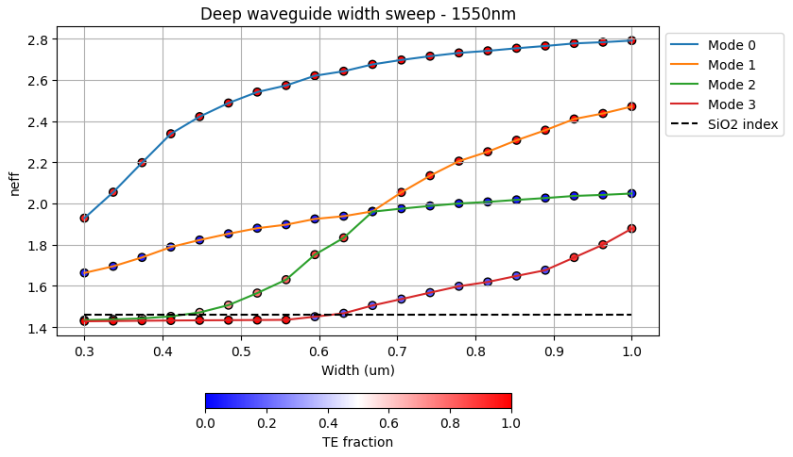 Deep waveguide width sweep - 1550nm
neff
2.8
2.6
2.4
2.2
2.0
1.8
1.6
1.4
0.3 0.4 0.5 0.6 0.7 0.8 0.9 1.0
Width (um)
Mode 0
Mode 1
Mode 2
Mode 3
SiO2 index
0.0 0.2 0.4 0.6 0.8 1.0
TE fraction